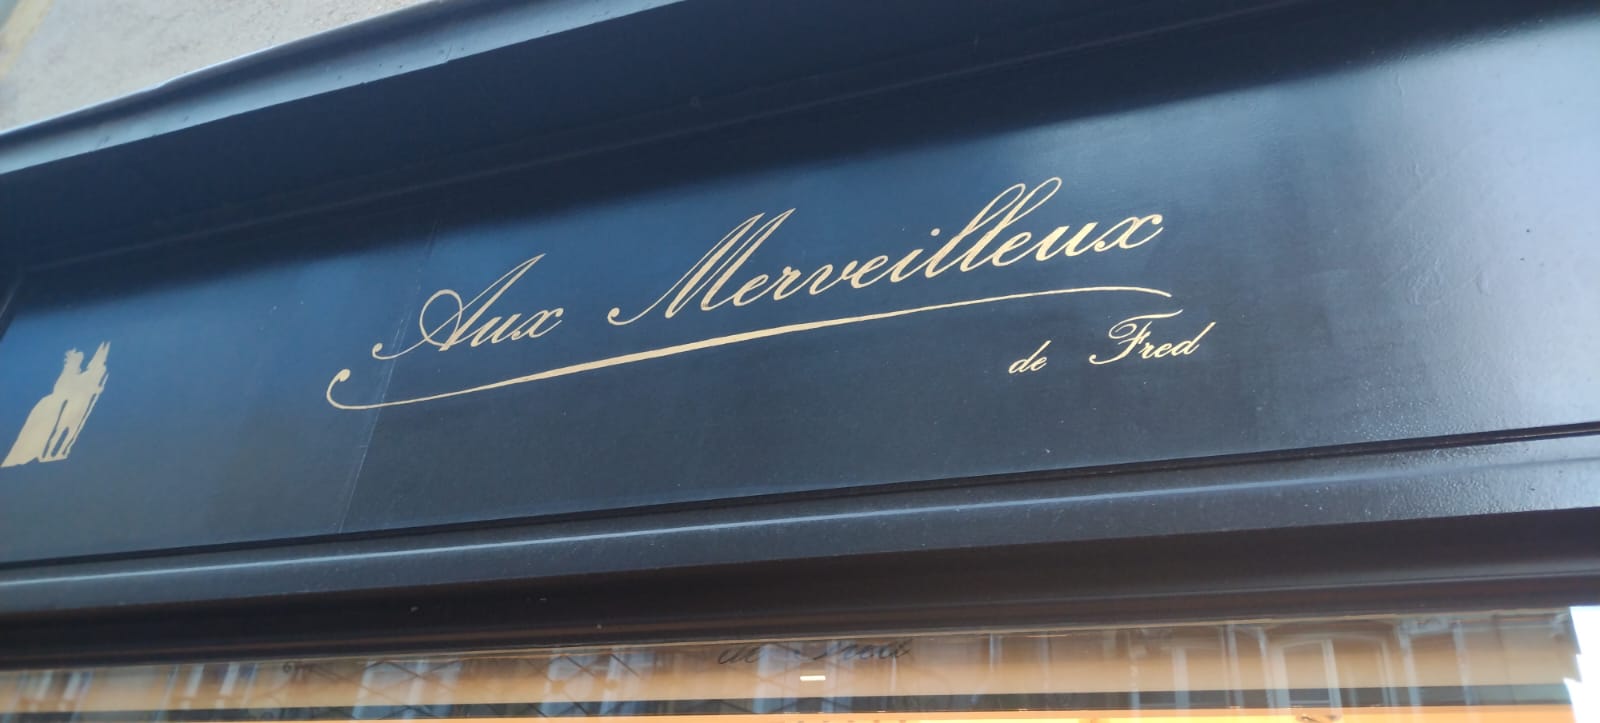 Aux Merveilleux
de Fred